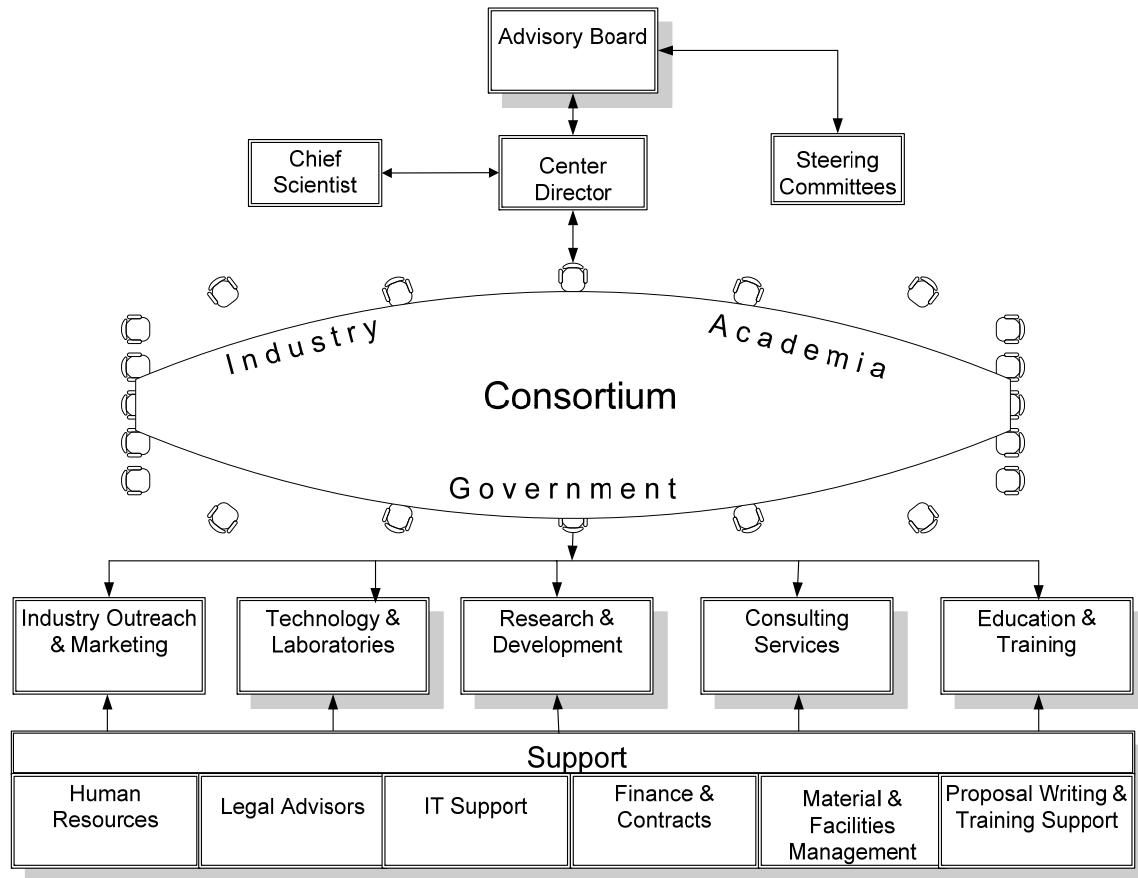 Advisory Board
Chief
Scientist
Center
Director
Steering
Committees
Industry
Academia
Consortium
Government
Industry Outreach
& Marketing
Technology &
Laboratories
Research &
Development
Consulting
Services
Education &
Training
Support
Human
Resources
Legal Advisors
IT Support
Finance &
Contracts
Material &
Facilities
Management
Proposal Writing &
Training Support